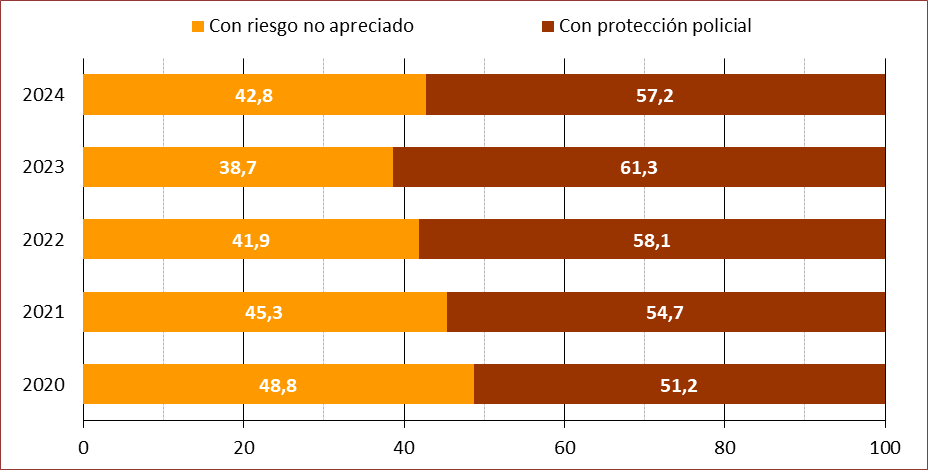 Con riesgo no apreciado Con protección policial
2024 42,8 57,2
2023 38,7 61,3
2022 41,9 58,1
2021 45,3 54,7
2020 48,8 51,2
0 20 40 60 80 100